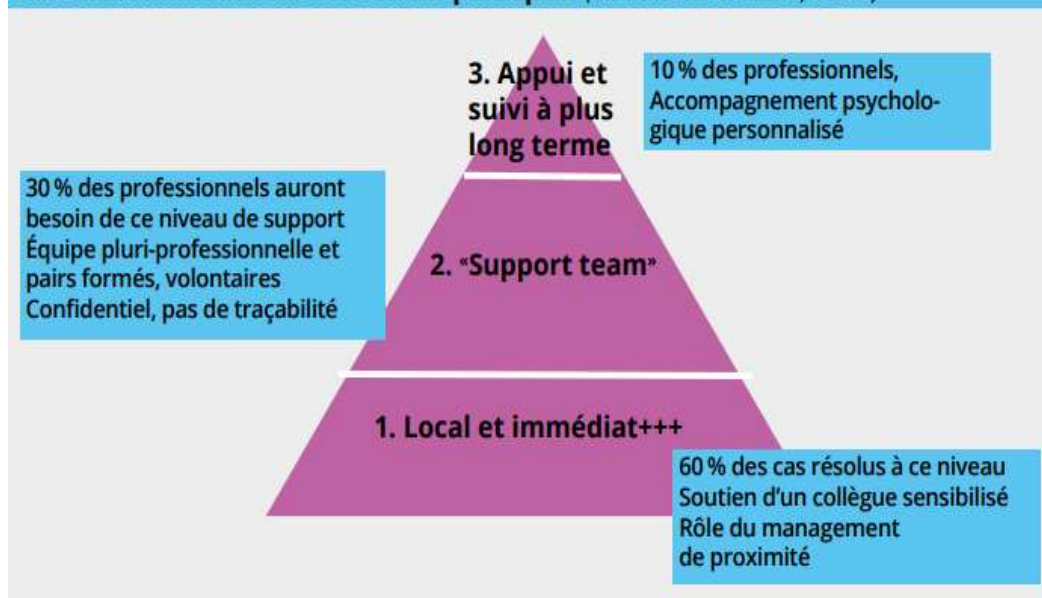 3. Appui et
suivi à plus
long terme
10 % des professionnels,
Accompagnement psycholo-
gique personnalisé
30 % des professionnels auront
besoin de ce niveau de support
Équipe pluri-professionnelle et
pairs formés, volontaires
Confidentiel, pas de traçabilité
2. “Support team”
1. Local et immédiat+++
60 % des cas résolus à ce niveau
Soutien d’un collègue sensibilisé
Rôle du management
de proximité